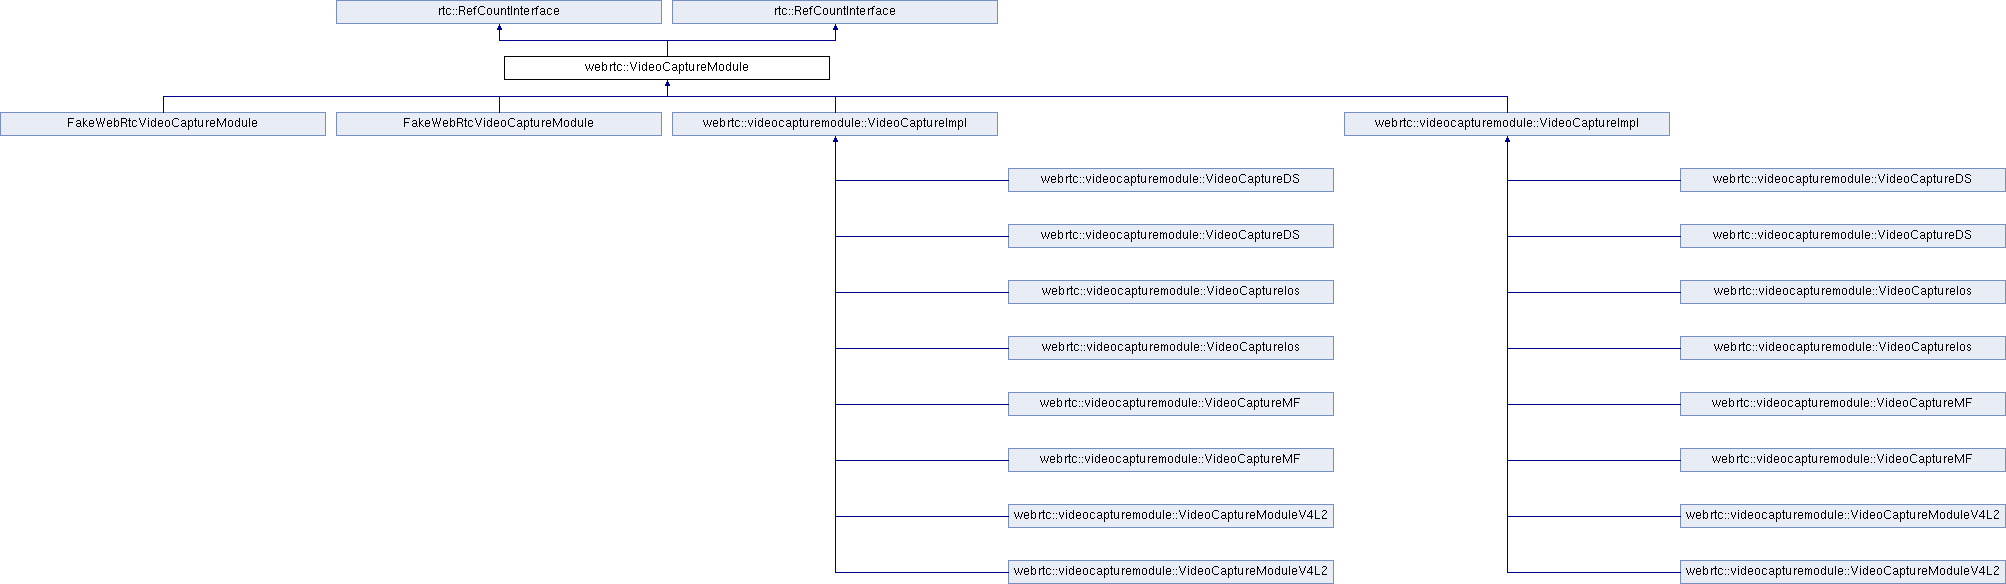 rtc::RefCountInterface
rtc::RefCountInterface
webrtc::VideoCaptureModule
FakeWebRtcVideoCaptureModule
FakeWebRtcVideoCaptureModule
webrtc::videocapturemodule::VideoCaptureImpl
webrtc::videocapturemodule::VideoCaptureImpl
webrtc::videocapturemodule::VideoCaptureDS
webrtc::videocapturemodule::VideoCaptureDS
webrtc::videocapturemodule::VideoCaptureDS
webrtc::videocapturemodule::VideoCaptureDS
webrtc::videocapturemodule::VideoCaptureIos
webrtc::videocapturemodule::VideoCaptureIos
webrtc::videocapturemodule::VideoCaptureIos
webrtc::videocapturemodule::VideoCaptureIos
webrtc::videocapturemodule::VideoCaptureMF
webrtc::videocapturemodule::VideoCaptureMF
webrtc::videocapturemodule::VideoCaptureMF
webrtc::videocapturemodule::VideoCaptureMF
webrtc::videocapturemodule::VideoCaptureModuleV4L2
webrtc::videocapturemodule::VideoCaptureModuleV4L2
webrtc::videocapturemodule::VideoCaptureModuleV4L2
webrtc::videocapturemodule::VideoCaptureModuleV4L2